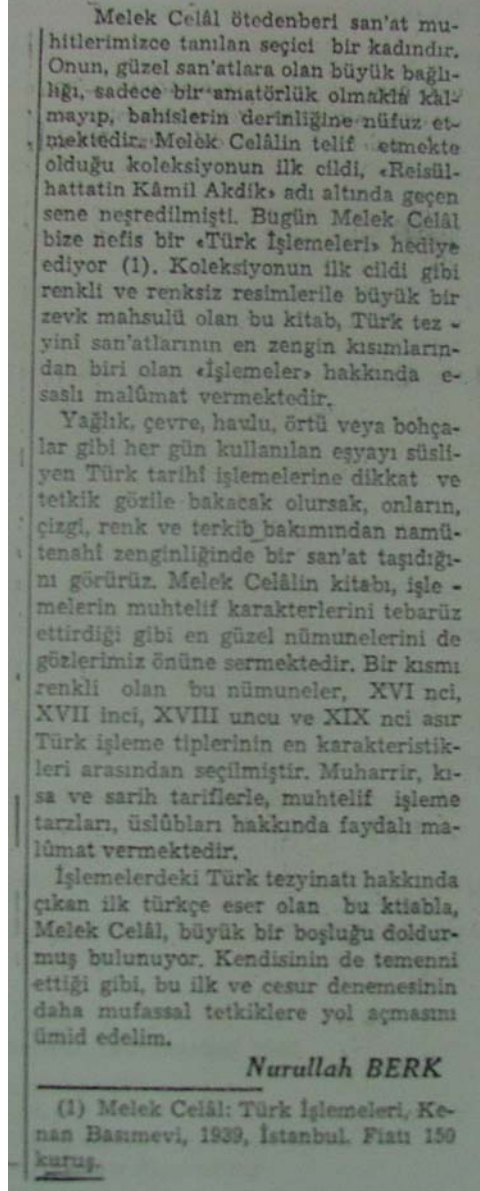 Melek Celâl ötedenberi san'at mu-
hitlerimizce tanılan seçici bir kadındır.
Onun, güzel san'atlara olan büyük bağlı-
lığı, sadece bir amatörlük olmakla kal-
mayıp, bahislerin derinliğine nüfuz et-
mektedir. Melek Celâlin telif etmekte
olduğu koleksiyonun ilk cildi, «Reisül-
hattatin Kâmil Akdik» adı altında geçen
sene neşredilmişti. Bugün Melek Celâl
bize nefis bir «Türk İşlemeleri» hediye
ediyor (1). Koleksiyonun ilk cildi gibi
renkli ve renksiz resimlerile büyük bir
zevk mahsulü olan bu kitab, Türk tez -
yini san'atlarının en zengin kısımların-
dan biri olan «İşlemeler» hakkında e-
saslı malûmat vermektedir.
Yağlık, çevre, havlu, örtü veya bohça-
lar gibi her gün kullanılan eşyayı süsli-
yen Türk tarihî işlemelerine dikkat ve
tetkik gözile bakacak olursak, onların,
çizgi, renk ve terkib bakımından namü-
tenahî zenginliğinde bir san'at taşıdığı-
nı görürüz. Melek Celâlin kitabı, işle -
melerin muhtelif karakterlerini tebarüz
ettirdiği gibi en güzel nümunelerini de
gözlerimiz önüne sermektedir. Bir kısmı
renkli olan bu nümuneler, XVI nci,
XVII inci, XVIII uncu ve XIX nci asır
Türk işleme tiplerinin en karakteristik-
leri arasından seçilmiştir. Muharrir, kı-
sa ve sarih tariflerle, muhtelif işleme
tarzları, üslûbları hakkında faydalı ma-
lûmat vermektedir.
İşlemelerdeki Türk tezyinatı hakkında
çıkan ilk türkçe eser olan bu ktiabla,
Melek Celâl, büyük bir boşluğu doldur-
muş bulunuyor. Kendisinin de temenni
ettiği gibi, bu ilk ve cesur denemesinin
daha mufassal tetkiklere yol açmasını
ümid edelim.
Nurullah BERK
(1) Melek Celâl: Türk İşlemeleri, Ke-
nan Basımevi, 1939, İstanbul. Fiatı 150
kuruş.